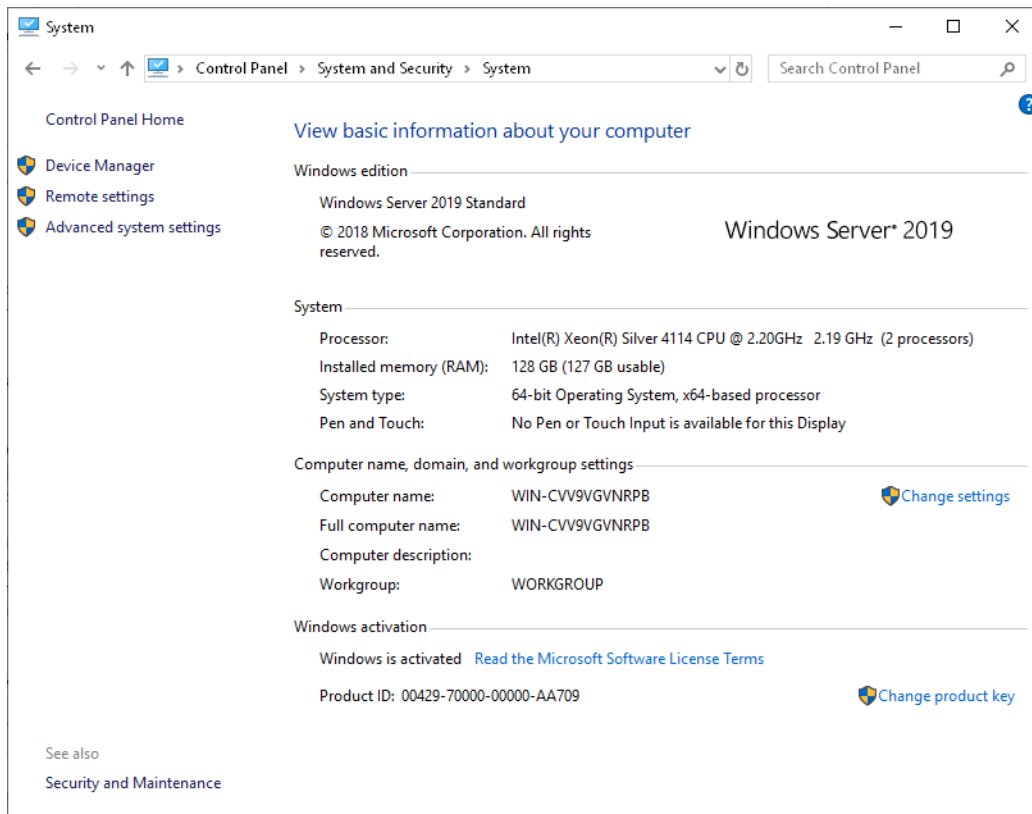 System
Control Panel › System and Security › System
Search Control Panel
Control Panel Home
Device Manager
Remote settings
Advanced system settings
?
View basic information about your computer
Windows edition
Windows Server 2019 Standard
© 2018 Microsoft Corporation. All rights
reserved.
Windows Server® 2019
System
Processor: Intel(R) Xeon(R) Silver 4114 CPU @ 2.20GHz 2.19 GHz (2 processors)
Installed memory (RAM): 128 GB (127 GB usable)
System type: 64-bit Operating System, x64-based processor
Pen and Touch: No Pen or Touch Input is available for this Display
Computer name, domain, and workgroup settings
Computer name: WIN-CVV9VGVNRPB Change settings
Full computer name: WIN-CVV9VGVNRPB
Computer description:
Workgroup: WORKGROUP
Windows activation
Windows is activated Read the Microsoft Software License Terms
Product ID: 00429-70000-00000-AA709 Change product key
See also
Security and Maintenance